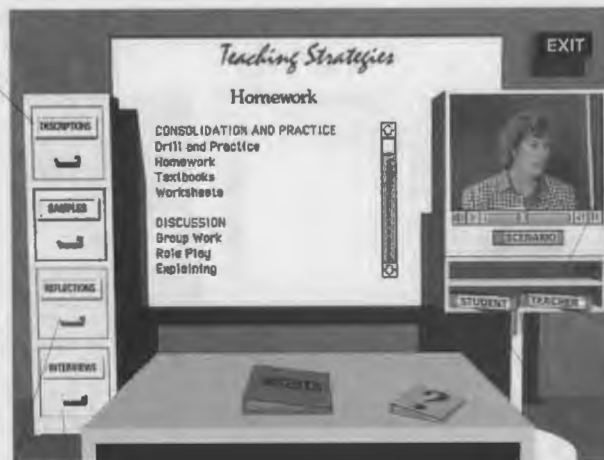 Teaching Strategies
EXIT
Homework
DESCRIPTIONS
SAMPLES
REFLECTIONS
INTERVIEWS
CONSOLIDATION AND PRACTICE
Drill and Practice
Homework
Textbooks
Worksheets
DISCUSSION
Group Work
Role Play
Explaining
SCENARIO
STUDENT
TEACHER
?